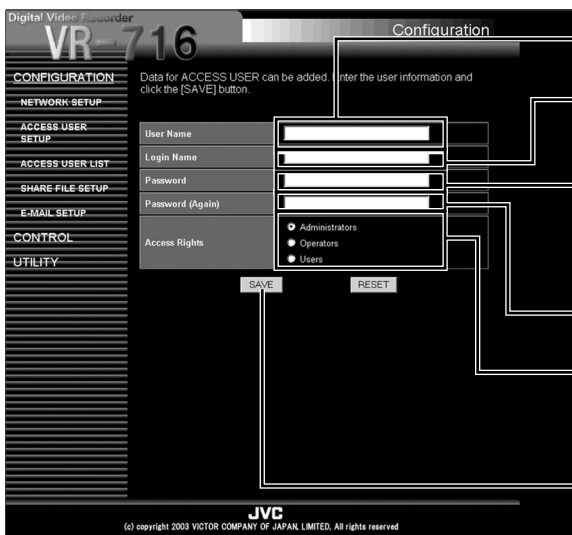 Digital Video Recorder
VR-716
Configuration
CONFIGURATION
NETWORK SETUP
ACCESS USER
SETUP
ACCESS USER LIST
SHARE FILE SETUP
E-MAIL SETUP
CONTROL
UTILITY
Data for ACCESS USER can be added. Enter the user information and
click the [SAVE] button.
User Name
Login Name
Password
Password (Again)
Access Rights
Administrators
Operators
Users
SAVE
RESET
JVC
(c) copyright 2003 VICTOR COMPANY OF JAPAN, LIMITED, All rights reserved